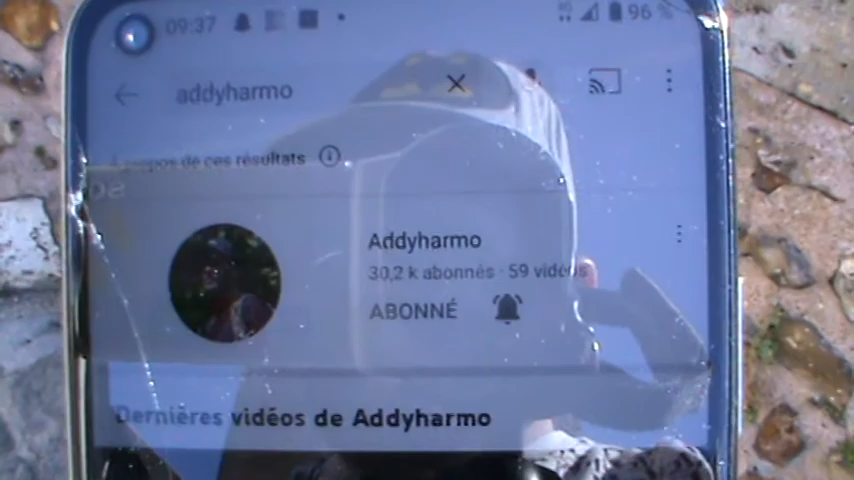 09:37 96 %
addyharmo
À propos de ces résultats
Addyharmo
30,2 k abonnés · 59 vidéos
ABONNÉ
Dernières vidéos de Addyharmo